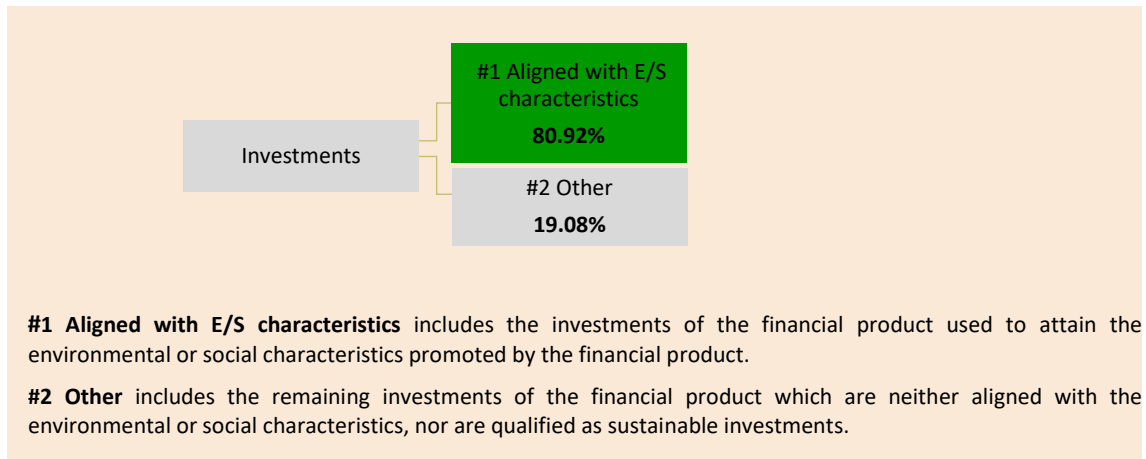 #1 Aligned with E/S
characteristics
80.92%
Investments
#2 Other
19.08%
#1 Aligned with E/S characteristics includes the investments of the financial product used to attain the
environmental or social characteristics promoted by the financial product.
#2 Other includes the remaining investments of the financial product which are neither aligned with the
environmental or social characteristics, nor are qualified as sustainable investments.